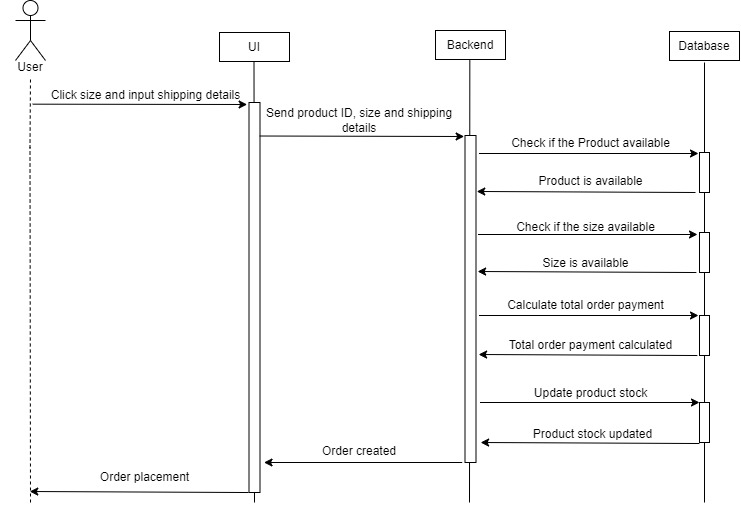 User
UI
Backend
Database
Click size and input shipping details
Send product ID, size and shipping
details
Check if the Product available
Product is available
Check if the size available
Size is available
Calculate total order payment
Total order payment calculated
Update product stock
Product stock updated
Order created
Order placement